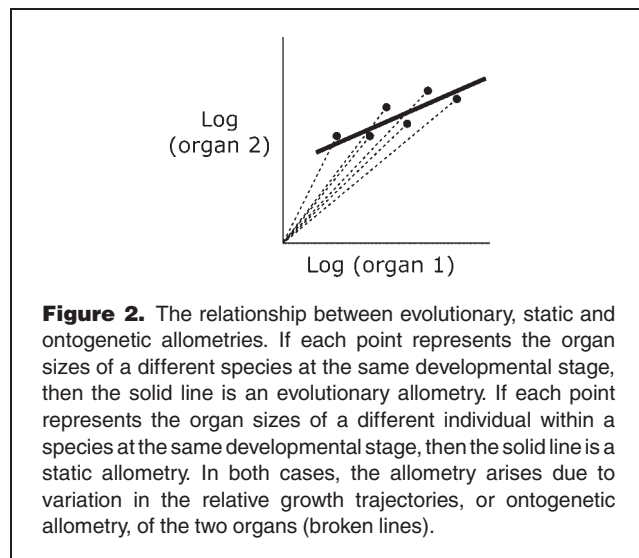 Log
(organ 2)
Log (organ 1)
Figure 2. The relationship between evolutionary, static and
ontogenetic allometries. If each point represents the organ
sizes of a different species at the same developmental stage,
then the solid line is an evolutionary allometry. If each point
represents the organ sizes of a different individual within a
species at the same developmental stage, then the solid line is a
static allometry. In both cases, the allometry arises due to
variation in the relative growth trajectories, or ontogenetic
allometry, of the two organs (broken lines).